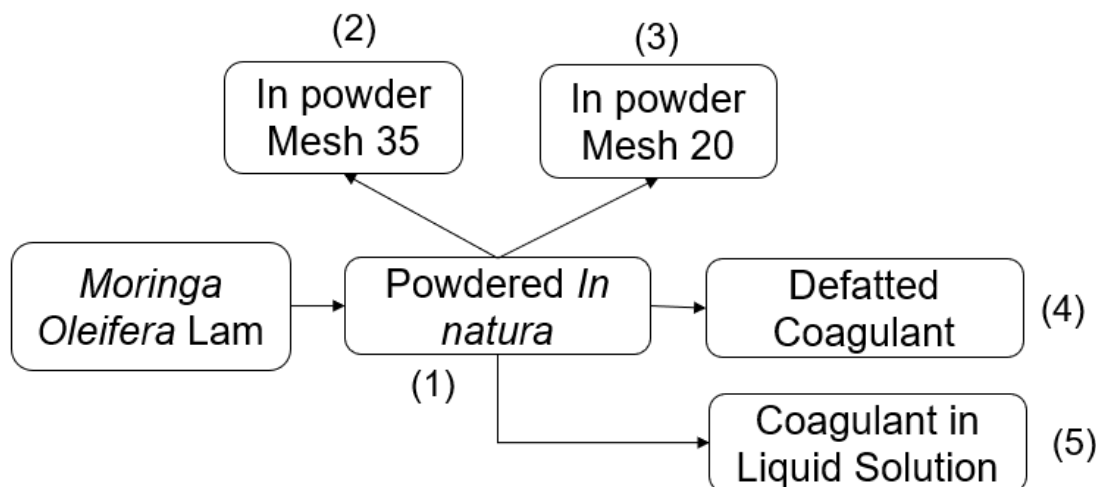 (2)
(3)
In powder
Mesh 35
In powder
Mesh 20
Moringa
Oleifera Lam
Powdered In
natura
(1)
Defatted
Coagulant
(4)
Coagulant in
Liquid Solution
(5)